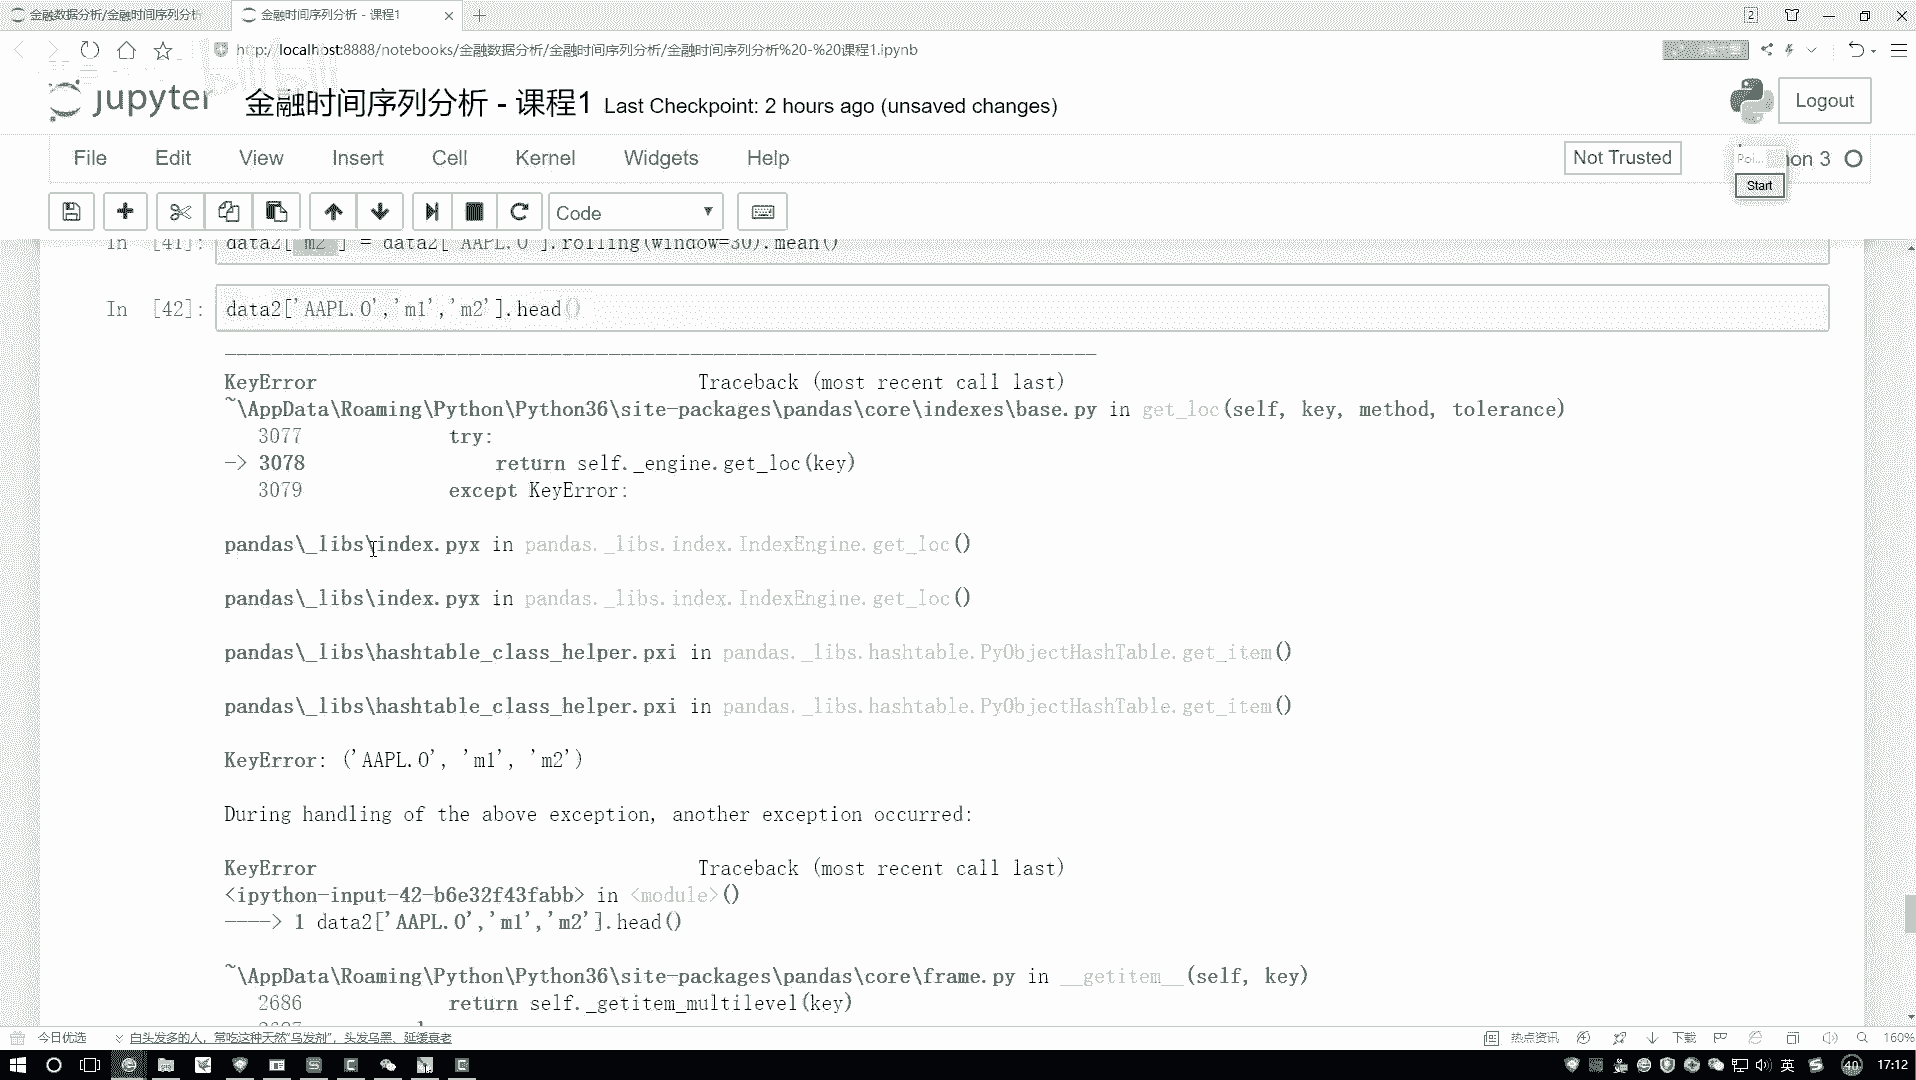 金融数据分析/金融时间序列分析
金融时间序列分析 - 课程1
2
http://localhost:8888/notebooks/金融数据分析/金融时间序列分析/金融时间序列分析%20-%20课程1.ipynb
jupyter
金融时间序列分析 - 课程1 Last Checkpoint: 2 hours ago (unsaved changes)
Logout
File Edit View Insert Cell Kernel Widgets Help
Not Trusted
Poi...
on 3
Start
Code
In [41]: data2['m2'] = data2['AAPL.O'].rolling(window=30).mean()
In [42]: data2['AAPL.O','m1','m2'].head()
---------------------------------------------------------------------------
KeyError Traceback (most recent call last)
~\AppData\Roaming\Python\Python36\site-packages\pandas\core\indexes\base.py in get_loc(self, key, method, tolerance)
3077 try:
-> 3078 return self._engine.get_loc(key)
3079 except KeyError:
pandas\_libs\index.pyx in pandas._libs.index.IndexEngine.get_loc()
pandas\_libs\index.pyx in pandas._libs.index.IndexEngine.get_loc()
pandas\_libs\hashtable_class_helper.pxi in pandas._libs.hashtable.PyObjectHashTable.get_item()
pandas\_libs\hashtable_class_helper.pxi in pandas._libs.hashtable.PyObjectHashTable.get_item()
KeyError: ('AAPL.O', 'm1', 'm2')
During handling of the above exception, another exception occurred:
KeyError Traceback (most recent call last)
<ipython-input-42-b6e32f43fabb> in <module>()
----> 1 data2['AAPL.O','m1','m2'].head()
~\AppData\Roaming\Python\Python36\site-packages\pandas\core\frame.py in __getitem__(self, key)
2686 return self._getitem_multilevel(key)
今日优选
白头发多的人，常吃这种天然“乌发剂”，头发乌黑、延缓衰老
热点资讯
下载
160%
英
40
17:12